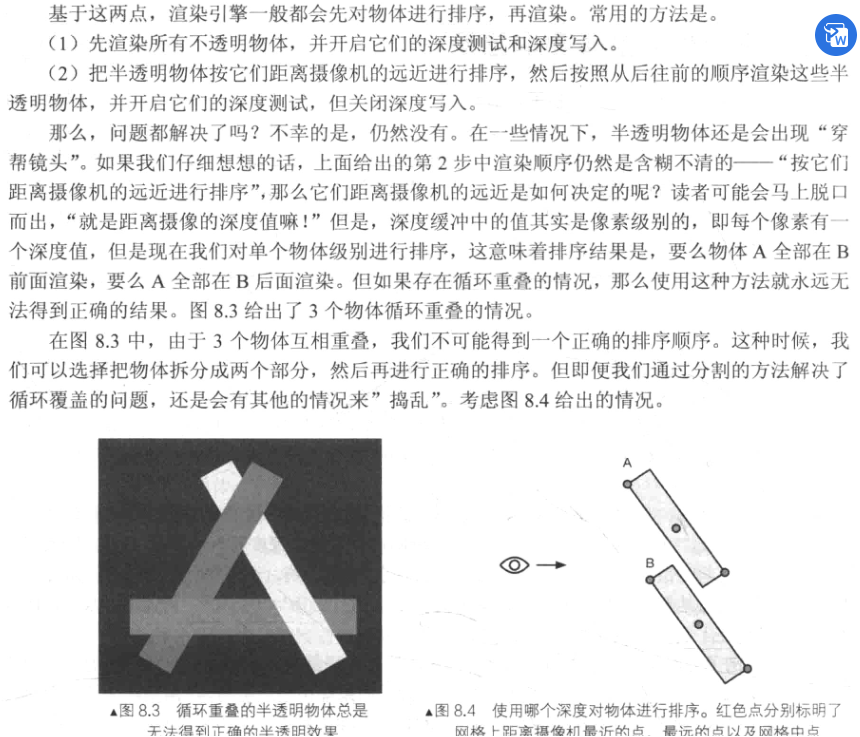 基于这两点，渲染引擎一般都会先对物体进行排序，再渲染。常用的方法是。
（1）先渲染所有不透明物体，并开启它们的深度测试和深度写入。
（2）把半透明物体按它们距离摄像机的远近进行排序，然后按照从后往前的顺序渲染这些半
透明物体，并开启它们的深度测试，但关闭深度写入。
那么，问题都解决了吗？不幸的是，仍然没有。在一些情况下，半透明物体还是会出现“穿
帮镜头”。如果我们仔细想想的话，上面给出的第 2 步中渲染顺序仍然是含糊不清的——“按它们
距离摄像机的远近进行排序”，那么它们距离摄像机的远近是如何决定的呢？读者可能会马上脱口
而出，“就是距离摄像的深度值嘛！”但是，深度缓冲中的值其实是像素级别的，即每个像素有一
个深度值，但是现在我们对单个物体级别进行排序，这意味着排序结果是，要么物体 A 全部在 B
前面渲染，要么 A 全部在 B 后面渲染。但如果存在循环重叠的情况，那么使用这种方法就永远无
法得到正确的结果。图 8.3 给出了 3 个物体循环重叠的情况。
在图 8.3 中，由于 3 个物体互相重叠，我们不可能得到一个正确的排序顺序。这种时候，我
们可以选择把物体拆分成两个部分，然后再进行正确的排序。但即便我们通过分割的方法解决了
循环覆盖的问题，还是会有其他的情况来”捣乱”。考虑图 8.4 给出的情况。
A
B
▲图 8.3 循环重叠的半透明物体总是
无法得到正确的半透明效果
▲图 8.4 使用哪个深度对物体进行排序。红色点分别标明了
网格上距离摄像机最近的点、最远的点以及网格中点
W